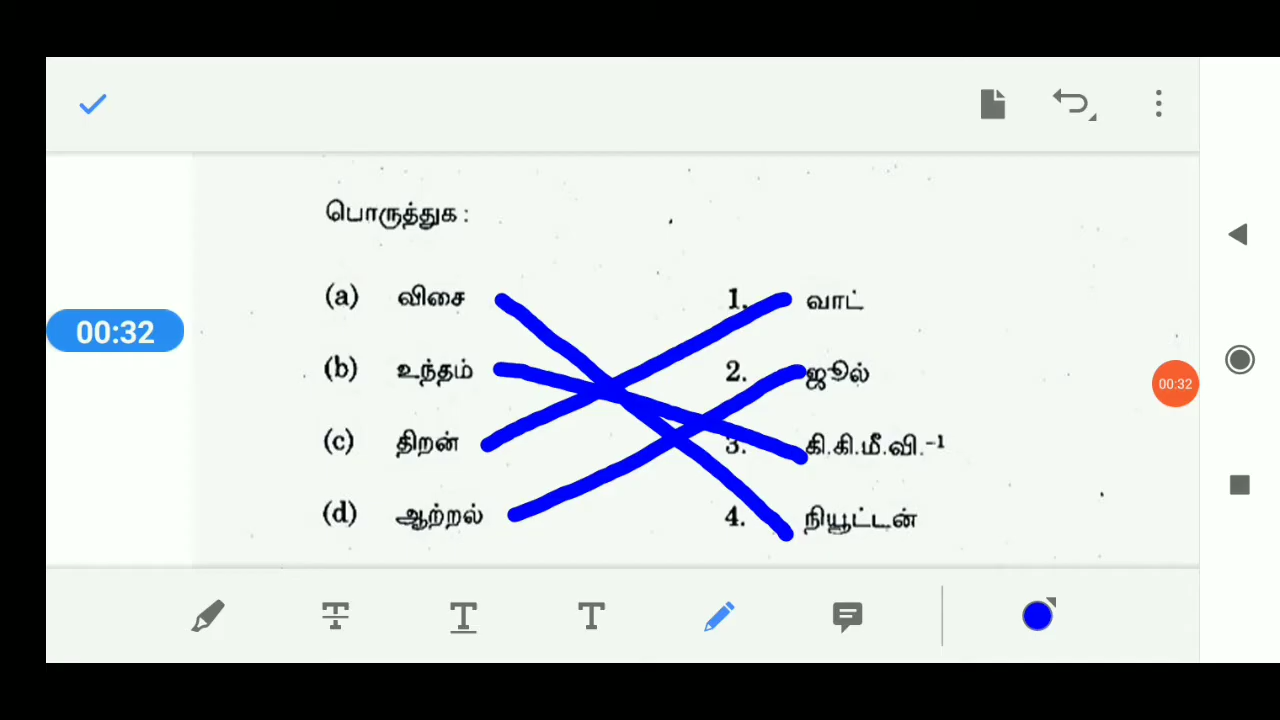 பொருத்துக :
(a) விசை 1. வாட்
00:32
(b) உந்தம் 2. ஜூல்
00:32
(c) திறன் 3. கி.கி.மீ.வி.-¹
(d) ஆற்றல் 4. நியூட்டன்